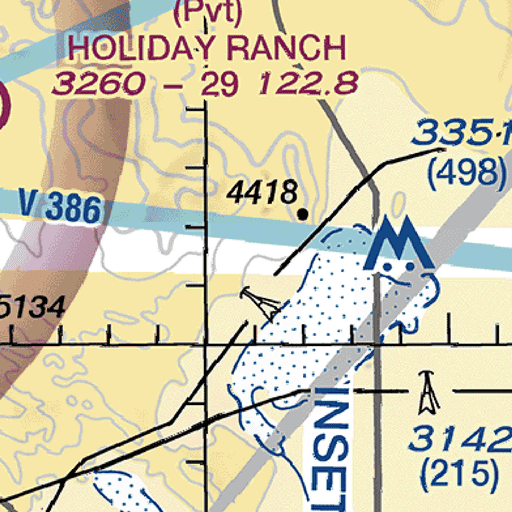 (Pvt)
HOLIDAY RANCH
3260 - 29 122.8
335
(498)
4418
V 386
5134
INSET
3142
(215)